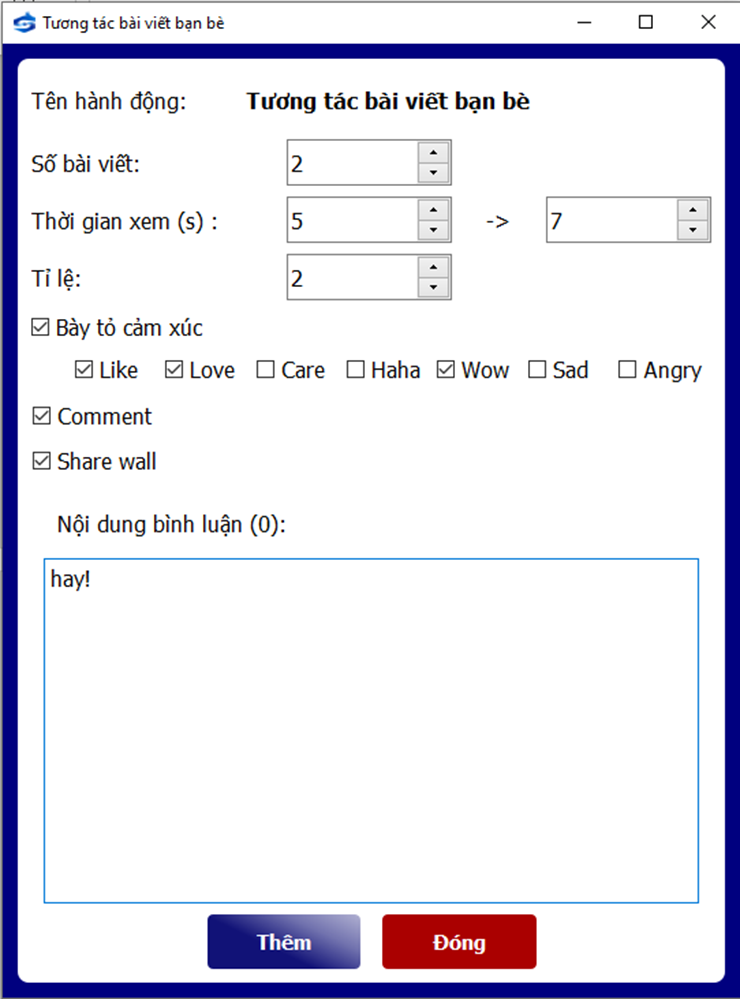 Tương tác bài viết bạn bè
Tên hành động: Tương tác bài viết bạn bè
Số bài viết: 2
Thời gian xem (s) : 5 -> 7
Tỉ lệ: 2
Bày tỏ cảm xúc
Like Love Care Haha Wow Sad Angry
Comment
Share wall
Nội dung bình luận (0):
hay!
Thêm Đóng